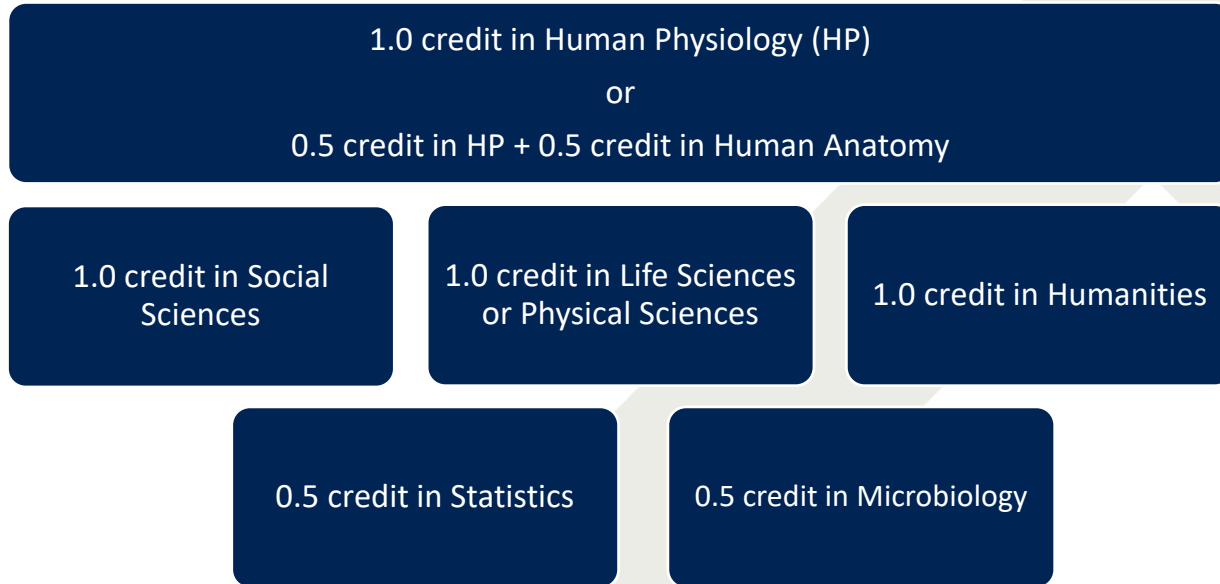 1.0 credit in Human Physiology (HP)
or
0.5 credit in HP + 0.5 credit in Human Anatomy
1.0 credit in Social
Sciences
1.0 credit in Life Sciences
or Physical Sciences
1.0 credit in Humanities
0.5 credit in Statistics
0.5 credit in Microbiology